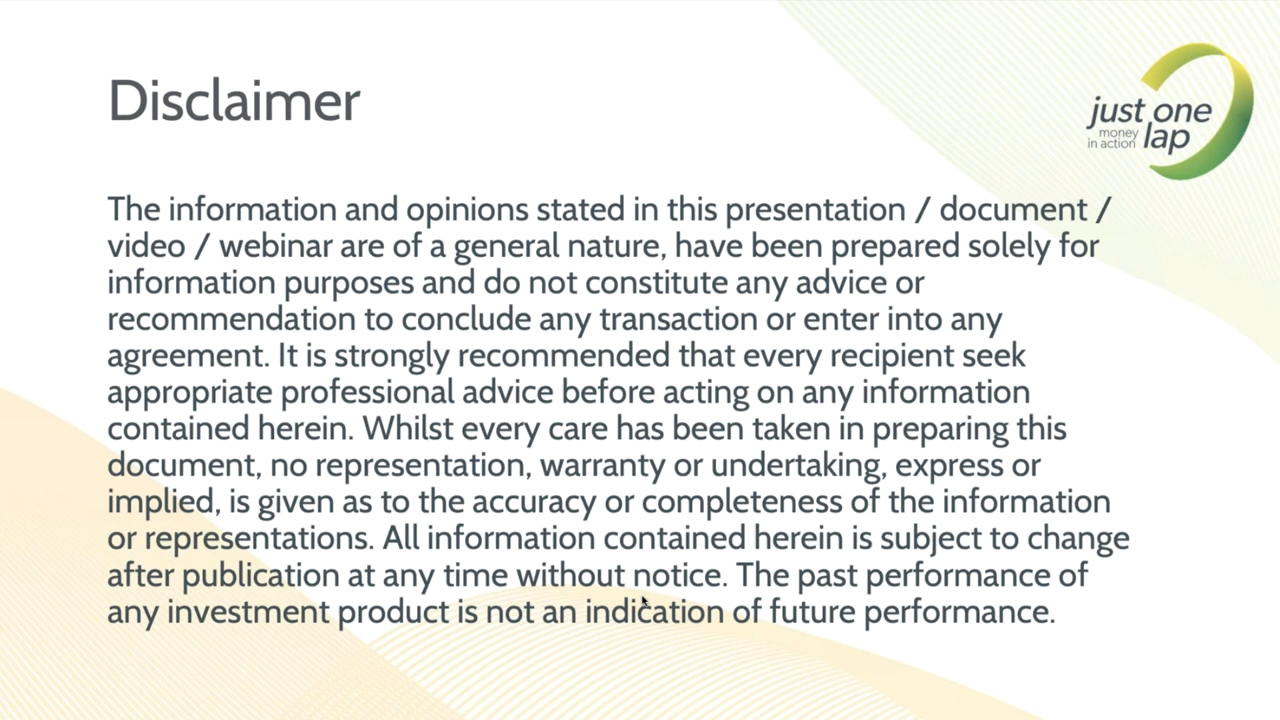 Disclaimer
just one
money
in action lap
The information and opinions stated in this presentation / document /
video / webinar are of a general nature, have been prepared solely for
information purposes and do not constitute any advice or
recommendation to conclude any transaction or enter into any
agreement. It is strongly recommended that every recipient seek
appropriate professional advice before acting on any information
contained herein. Whilst every care has been taken in preparing this
document, no representation, warranty or undertaking, express or
implied, is given as to the accuracy or completeness of the information
or representations. All information contained herein is subject to change
after publication at any time without notice. The past performance of
any investment product is not an indication of future performance.